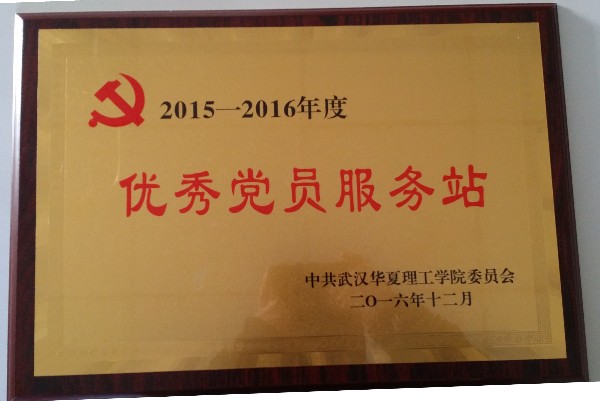 2015—2016年度
优秀党员服务站
中共武汉华夏理工学院委员会
二〇一六年十二月